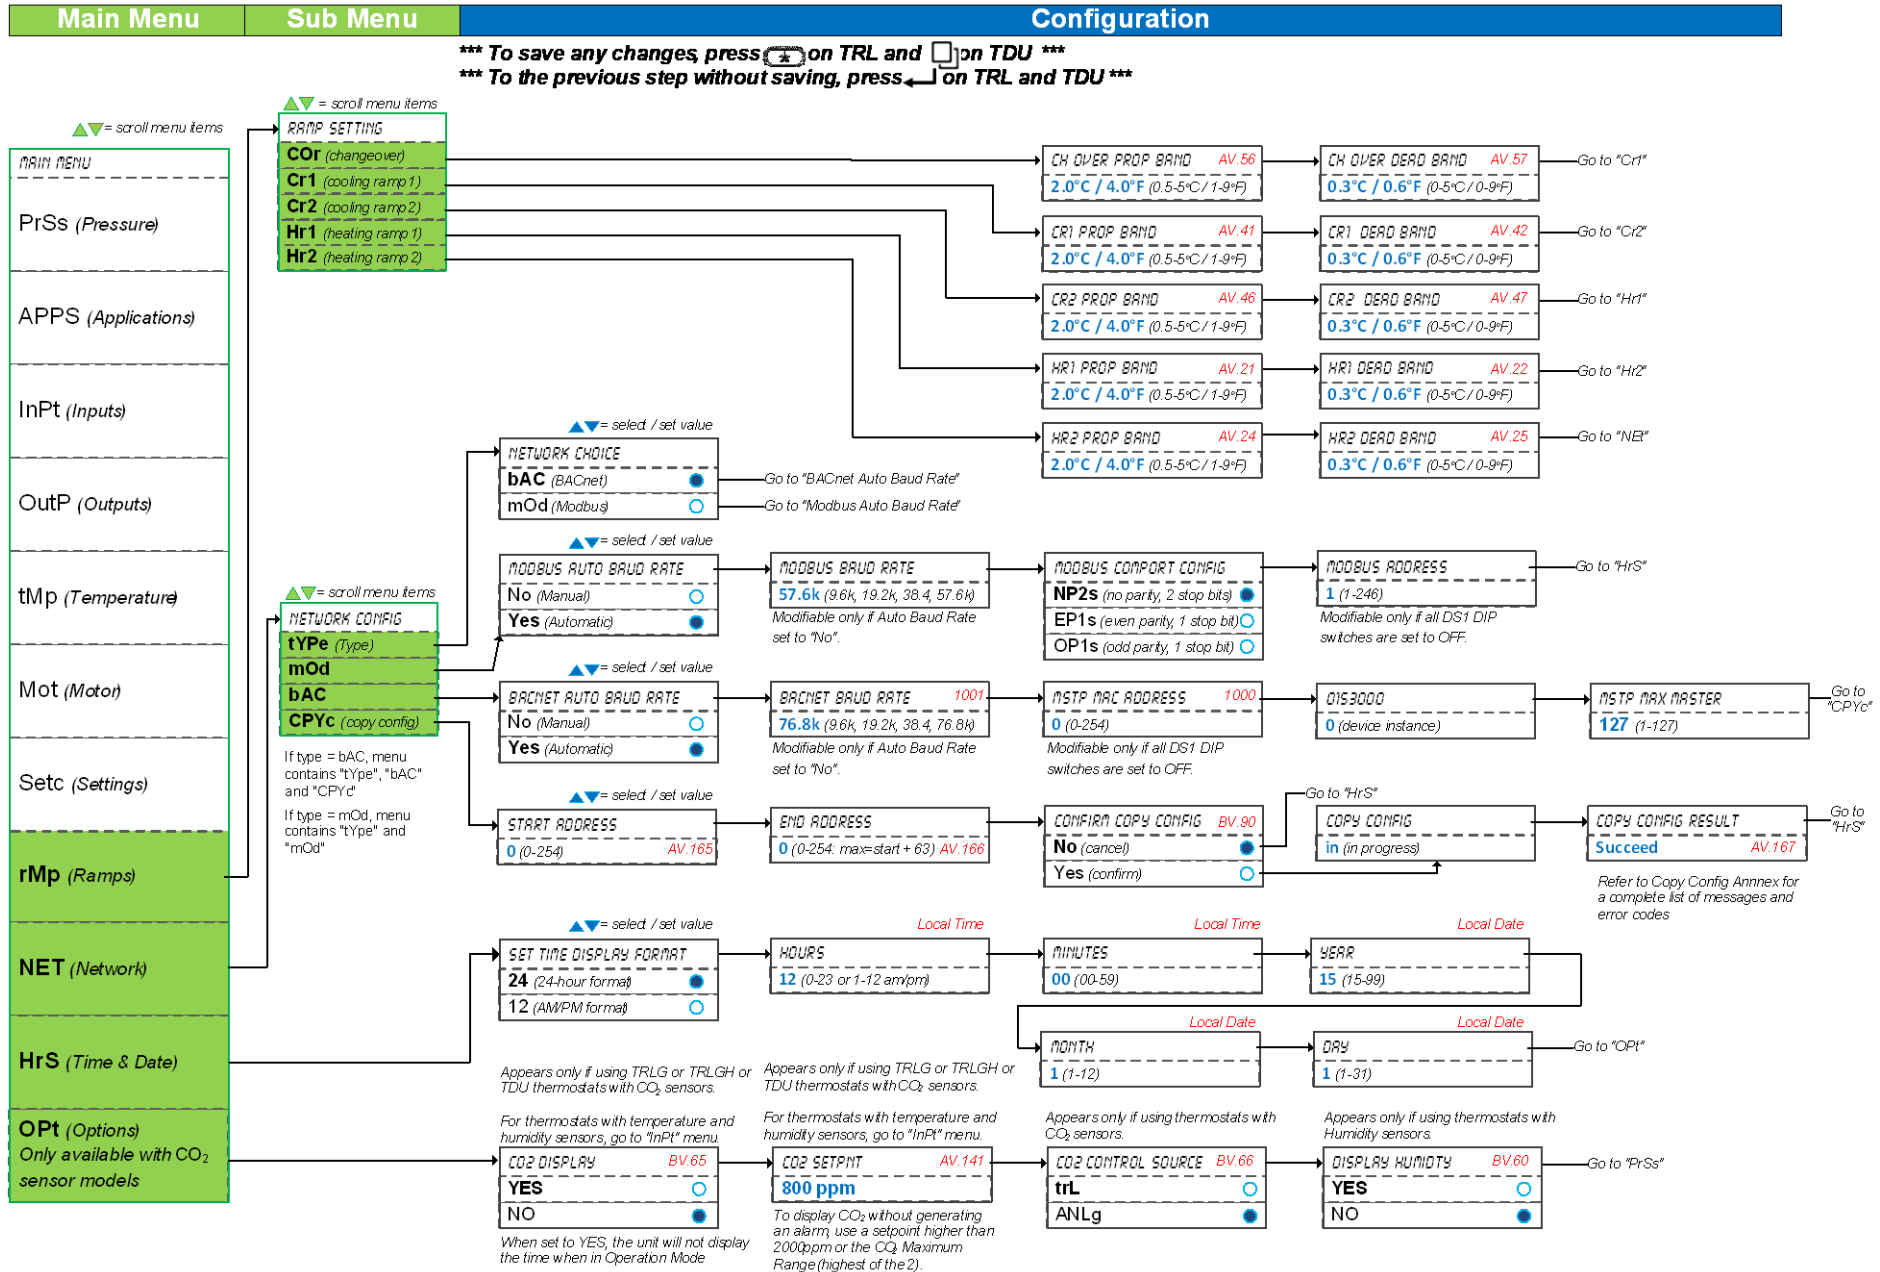 Main Menu
Sub Menu
Configuration
*** To save any changes, press on TRL and on TDU ***
*** To the previous step without saving, press on TRL and TDU ***
= scroll menu items
MAIN MENU
PrSs (Pressure)
APPS (Applications)
InPt (Inputs)
OutP (Outputs)
tMp (Temperature)
Mot (Motor)
Setc (Settings)
rMp (Ramps)
NET (Network)
HrS (Time & Date)
OPt (Options)
Only available with CO2
sensor models
= scroll menu items
RAMP SETTING
COr (changeover)
Cr1 (cooling ramp 1)
Cr2 (cooling ramp 2)
Hr1 (heating ramp 1)
Hr2 (heating ramp 2)
CH OVER PROP BAND AV.56
2.0°C / 4.0°F (0.5-5°C / 1-9°F)
CH OVER DEAD BAND AV.57
0.3°C / 0.6°F (0-5°C / 0-9°F)
Go to "Cr1"
CR1 PROP BAND AV.41
2.0°C / 4.0°F (0.5-5°C / 1-9°F)
CR1 DEAD BAND AV.42
0.3°C / 0.6°F (0-5°C / 0-9°F)
Go to "Cr2"
CR2 PROP BAND AV.46
2.0°C / 4.0°F (0.5-5°C / 1-9°F)
CR2 DEAD BAND AV.47
0.3°C / 0.6°F (0-5°C / 0-9°F)
Go to "Hr1"
HR1 PROP BAND AV.21
2.0°C / 4.0°F (0.5-5°C / 1-9°F)
HR1 DEAD BAND AV.22
0.3°C / 0.6°F (0-5°C / 0-9°F)
Go to "Hr2"
HR2 PROP BAND AV.24
2.0°C / 4.0°F (0.5-5°C / 1-9°F)
HR2 DEAD BAND AV.25
0.3°C / 0.6°F (0-5°C / 0-9°F)
Go to "NEt"
= scroll menu items
NETWORK CONFIG
tYPe (Type)
mOd
bAC
CPYc (copy config)
If type = bAC, menu
contains "tYpe", "bAC"
and "CPYc"
If type = mOd, menu
contains "tYpe" and
"mOd"
= select / set value
NETWORK CHOICE
bAC (BACnet)
mOd (Modbus)
Go to "BACnet Auto Baud Rate"
Go to "Modbus Auto Baud Rate"
= select / set value
MODBUS AUTO BAUD RATE
No (Manual)
Yes (Automatic)
MODBUS BAUD RATE
57.6k (9.6k, 19.2k, 38.4, 57.6k)
Modifiable only if Auto Baud Rate
set to "No".
MODBUS COMPORT CONFIG
NP2s (no parity, 2 stop bits)
EP1s (even parity, 1 stop bit)
OP1s (odd parity, 1 stop bit)
MODBUS ADDRESS
1 (1-246)
Modifiable only if all DS1 DIP
switches are set to OFF.
Go to "HrS"
= select / set value
BACNET AUTO BAUD RATE
No (Manual)
Yes (Automatic)
BACNET BAUD RATE 1001
76.8k (9.6k, 19.2k, 38.4, 76.8k)
Modifiable only if Auto Baud Rate
set to "No".
MSTP MAC ADDRESS 1000
0 (0-254)
Modifiable only if all DS1 DIP
switches are set to OFF.
0153000
0 (device instance)
MSTP MAX MASTER
127 (1-127)
Go to
"CPYc"
= select / set value
START ADDRESS
0 (0-254) AV.165
END ADDRESS
0 (0-254: max=start + 63) AV.166
CONFIRM COPY CONFIG BV.90
No (cancel)
Yes (confirm)
Go to "HrS"
COPY CONFIG
in (in progress)
COPY CONFIG RESULT
Succeed AV.167
Go to
"HrS"
Refer to Copy Config Annnex for
a complete list of messages and
error codes
= select / set value
SET TIME DISPLAY FORMAT
24 (24-hour format)
12 (AM/PM format)
Local Time
HOURS
12 (0-23 or 1-12 am/pm)
Local Time
MINUTES
00 (00-59)
Local Date
YEAR
15 (15-99)
Local Date
MONTH
1 (1-12)
Local Date
DAY
1 (1-31)
Go to "OPt"
Appears only if using TRLG or TRLGH or
TDU thermostats with CO2 sensors.
For thermostats with temperature and
humidity sensors, go to "InPt" menu.
CO2 DISPLAY BV.65
YES
NO
When set to YES, the unit will not display
the time when in Operation Mode
Appears only if using TRLG or TRLGH or
TDU thermostats with CO2 sensors.
For thermostats with temperature and
humidity sensors, go to "InPt" menu.
CO2 SETPNT AV.141
800 ppm
To display CO2 without generating
an alarm, use a setpoint higher than
2000ppm or the CO2 Maximum
Range (highest of the 2).
Appears only if using thermostats with
CO2 sensors.
CO2 CONTROL SOURCE BV.66
trL
ANLg
Appears only if using thermostats with
Humidity sensors.
DISPLAY HUMIDTY BV.60
YES
NO
Go to "PrSs"